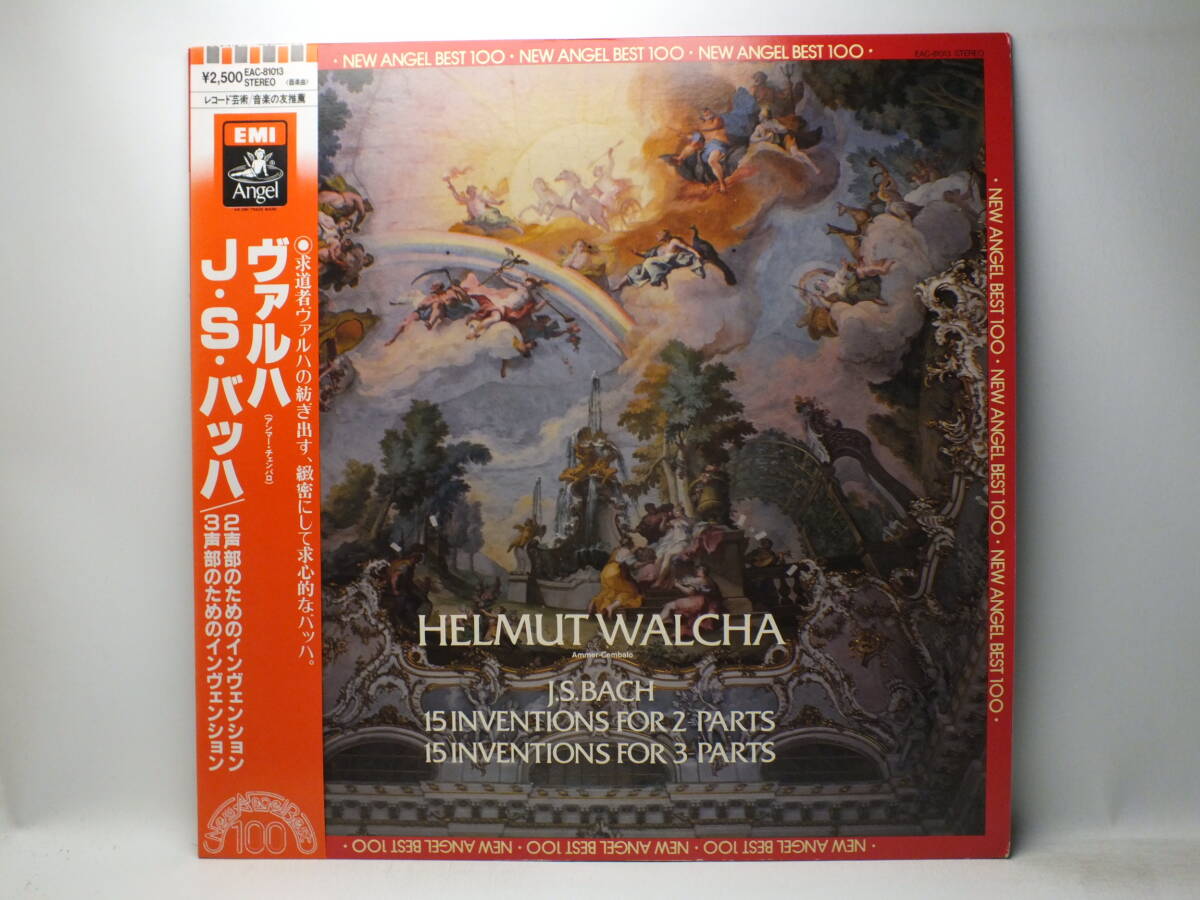 ¥2,500 EAC-81013
STEREO 〈器楽曲〉
レコード芸術/音楽の友推薦
EMI
Angel
●求道者ヴァルハの紡ぎ出す、緻密にして求心的なバッハ。
ヴァルハ
(アンマー・チェンバロ)
J・S・バッハ/
2声部のためのインヴェンション
3声部のためのインヴェンション
New Angel Best
100
· NEW ANGEL BEST 100 · NEW ANGEL BEST 100 · NEW ANGEL BEST 100 ·
EAC-81013 STEREO
· NEW ANGEL BEST 100 · NEW ANGEL BEST 100 · NEW ANGEL BEST 100 ·
HELMUT WALCHA
Ammer-Cembalo
J.S.BACH
15 INVENTIONS FOR 2 PARTS
15 INVENTIONS FOR 3 PARTS
· NEW ANGEL BEST 100 · NEW ANGEL BEST 100 · NEW ANGEL BEST 100 ·